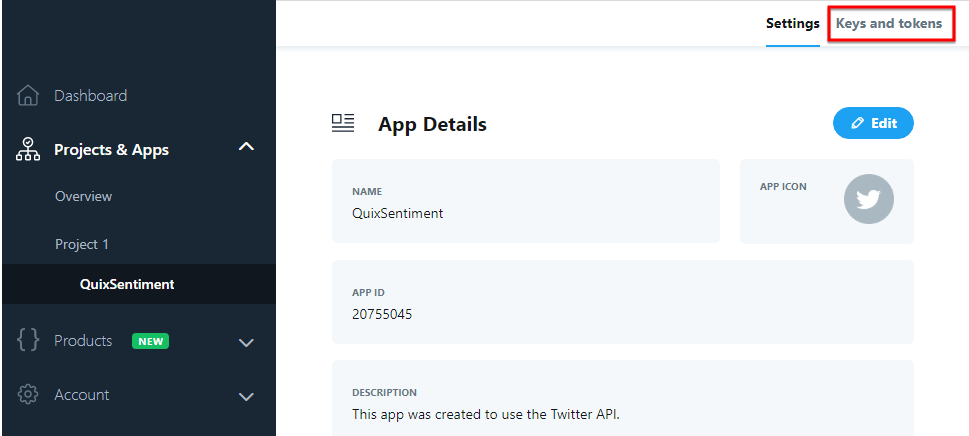 Settings Keys and tokens
Dashboard
Projects & Apps
Overview
Project 1
QuixSentiment
Products NEW
Account
App Details
Edit
NAME
QuixSentiment
APP ICON
APP ID
20755045
DESCRIPTION
This app was created to use the Twitter API.